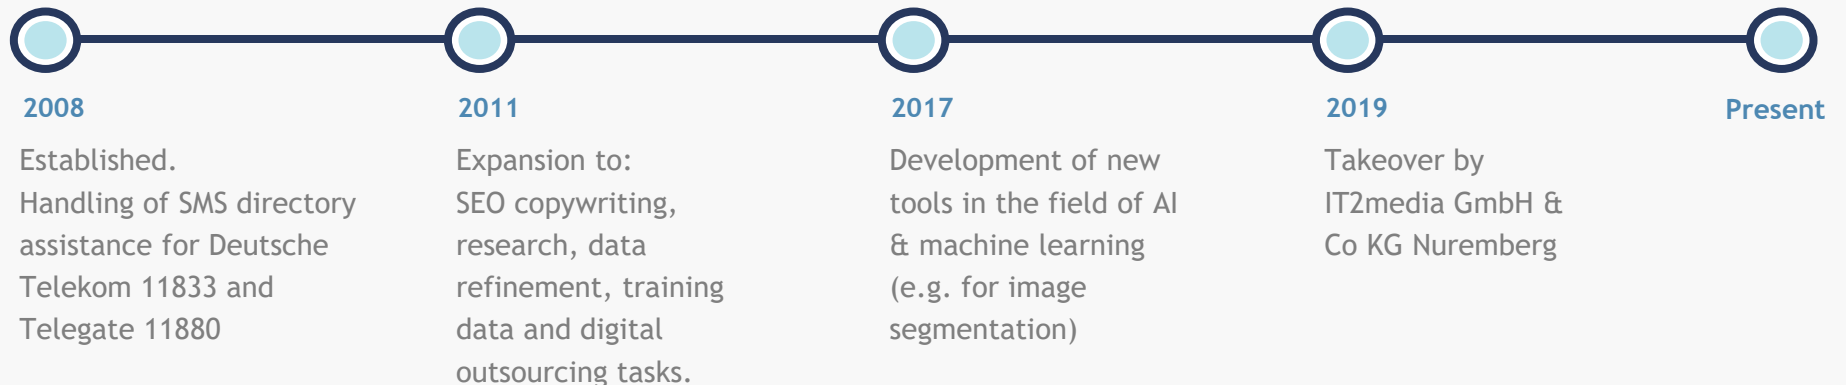 2008
Established.
Handling of SMS directory
assistance for Deutsche
Telekom 11833 and
Telegate 11880
2011
Expansion to:
SEO copywriting,
research, data
refinement, training
data and digital
outsourcing tasks.
2017
Development of new
tools in the field of AI
& machine learning
(e.g. for image
segmentation)
2019
Takeover by
IT2media GmbH &
Co KG Nuremberg
Present